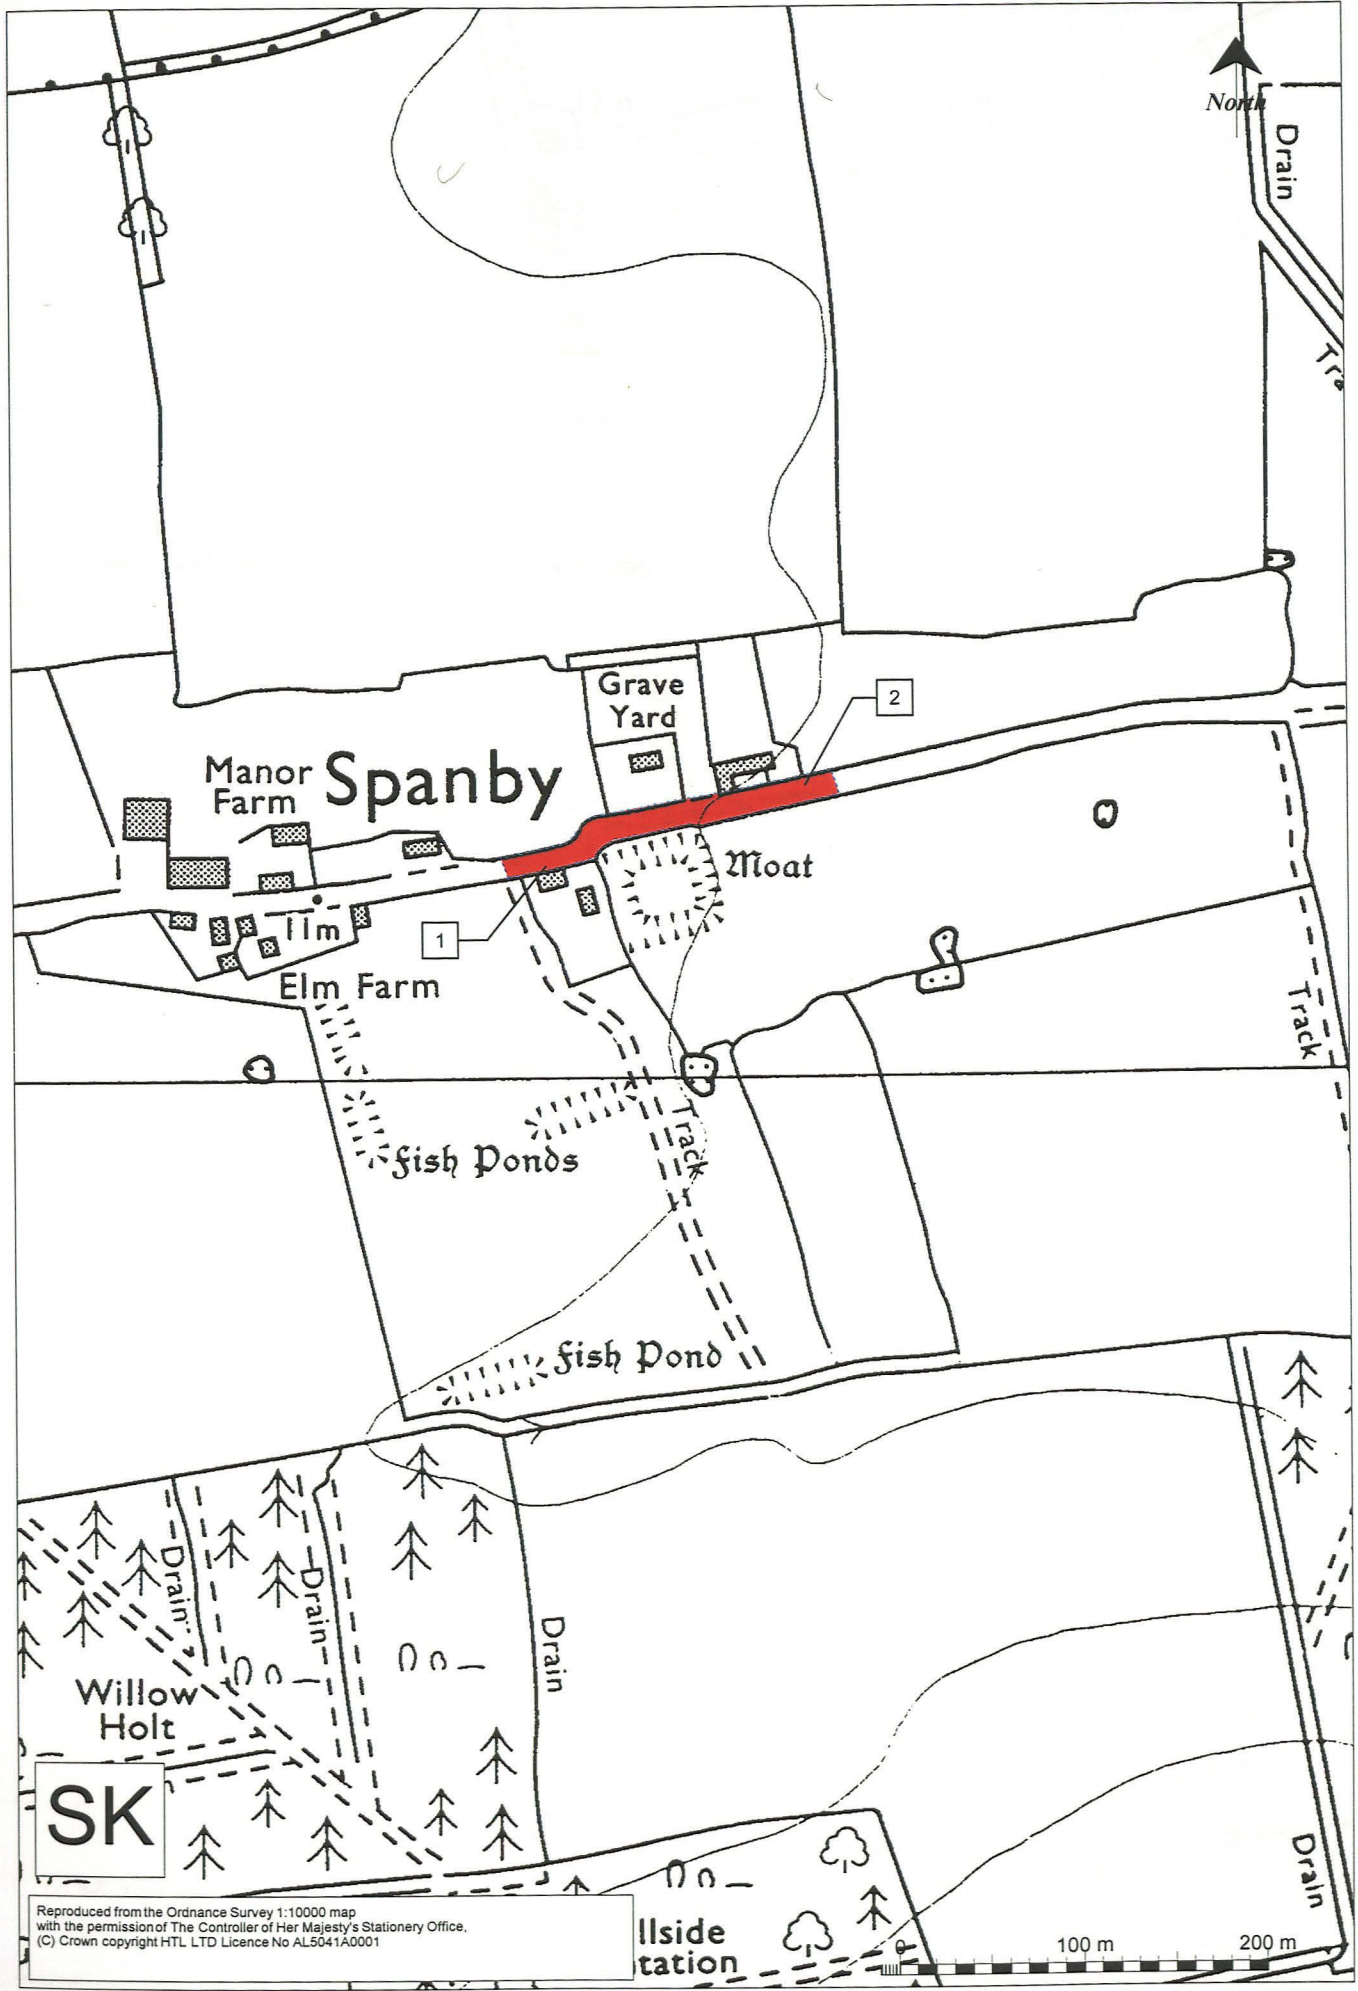 North
Drain
Grave
Yard
2
Manor
Farm
Spanby
Moat
1
11m
Elm Farm
Track
Fish Ponds
Track
Fish Pond
Drain
Drain
Drain
Willow
Holt
SK
Drain
Reproduced from the Ordnance Survey 1:10000 map
with the permission of The Controller of Her Majesty's Stationery Office,
(C) Crown copyright HTL LTD Licence No AL5041A0001
llside
tation
0 100 m 200 m